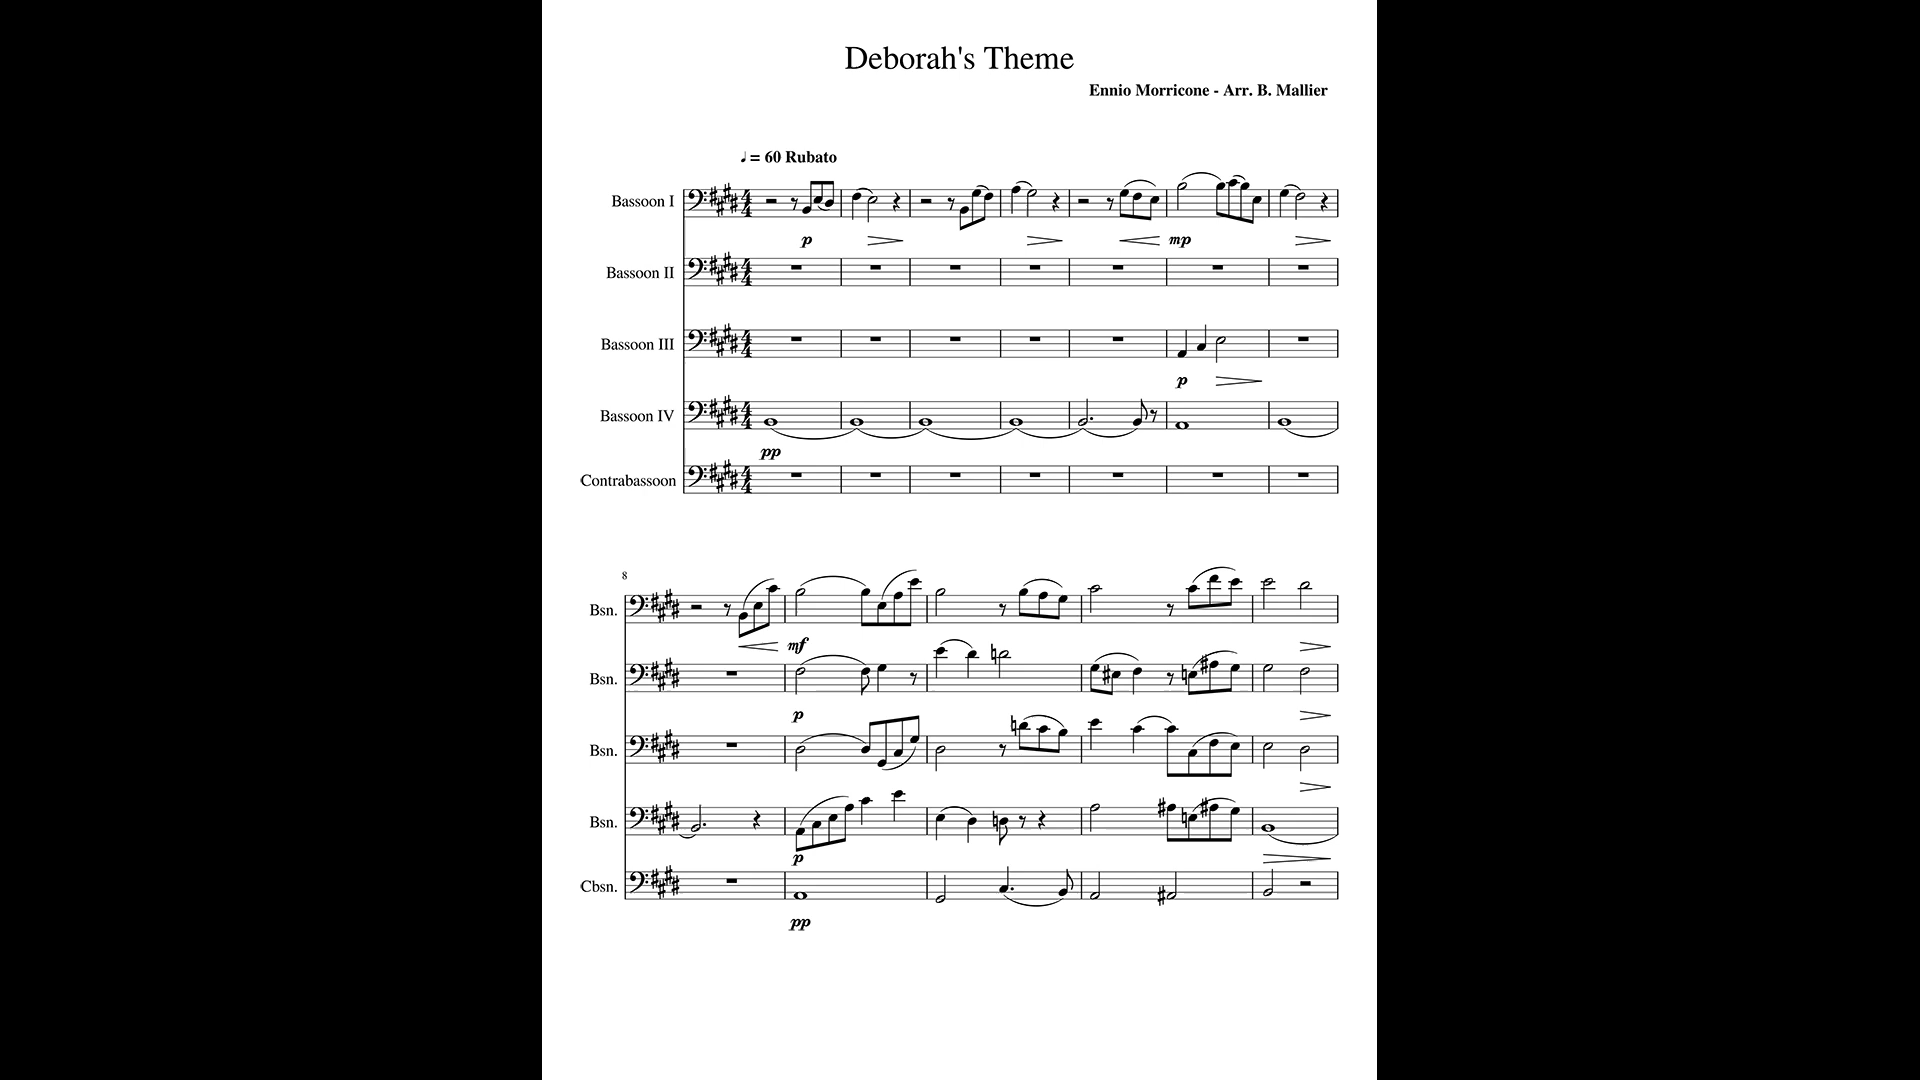 Deborah's Theme
Ennio Morricone - Arr. B. Mallier
♩ = 60 Rubato
Bassoon I
p
mp
Bassoon II
Bassoon III
p
Bassoon IV
pp
Contrabassoon
8
Bsn.
mf
Bsn.
p
Bsn.
Bsn.
p
Cbsn.
pp